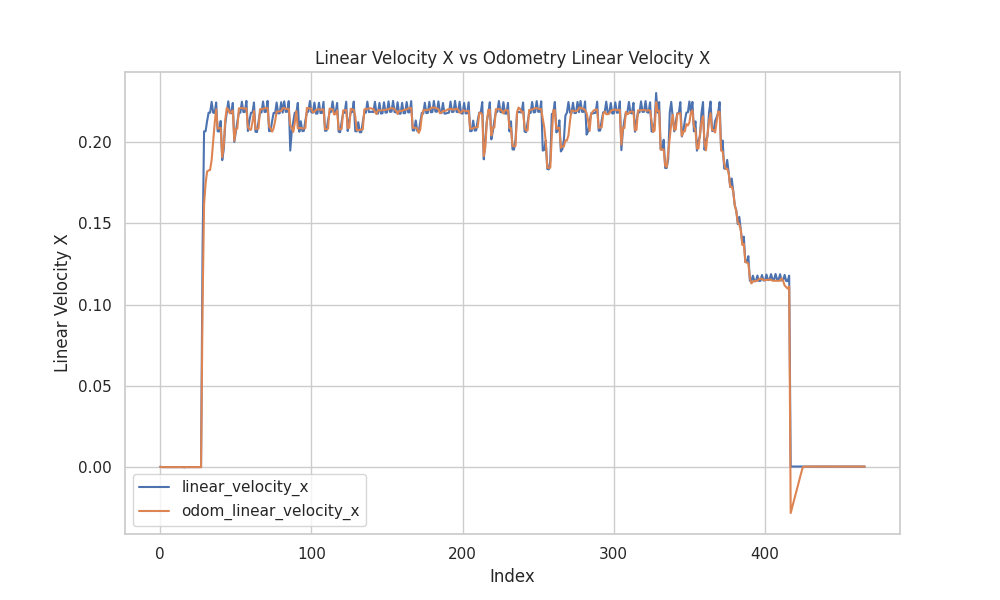 Linear Velocity X vs Odometry Linear Velocity X
Linear Velocity X
0.20
0.15
0.10
0.05
0.00
linear_velocity_x
odom_linear_velocity_x
0 100 200 300 400
Index